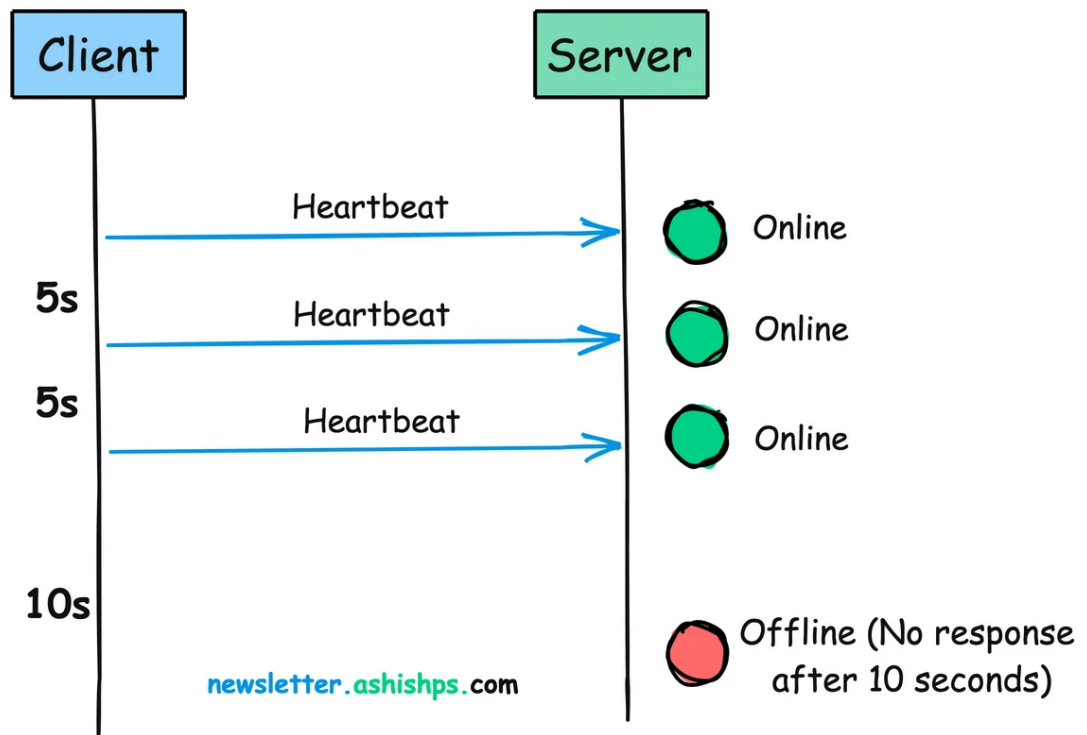 Client
Server
Heartbeat
Online
5s
Heartbeat
Online
5s
Heartbeat
Online
10s
Offline (No response
after 10 seconds)
newsletter.ashishps.com